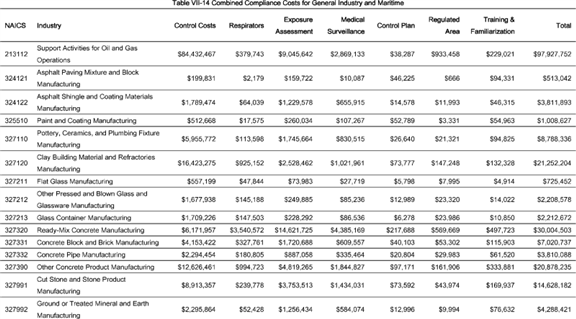 Table VII-14 Combined Compliance Costs for General Industry and Maritime
NAICS Industry Control Costs Respirators Exposure Assessment Medical Surveillance Control Plan Regulated Area Training & Familiarization Total
213112 Support Activities for Oil and Gas Operations $84,432,467 $379,743 $9,045,642 $2,869,133 $38,287 $933,458 $229,021 $97,927,752
324121 Asphalt Paving Mixture and Block Manufacturing $199,831 $2,179 $159,722 $10,087 $46,225 $666 $94,331 $513,042
324122 Asphalt Shingle and Coating Materials Manufacturing $1,789,474 $64,039 $1,229,578 $655,915 $14,578 $11,993 $46,315 $3,811,893
325510 Paint and Coating Manufacturing $512,668 $17,575 $260,034 $107,267 $52,789 $3,331 $54,963 $1,008,627
327110 Pottery, Ceramics, and Plumbing Fixture Manufacturing $5,955,772 $113,598 $1,745,664 $830,515 $26,640 $21,321 $94,825 $8,788,336
327120 Clay Building Material and Refractories Manufacturing $16,423,275 $925,152 $2,528,462 $1,021,961 $73,777 $147,248 $132,328 $21,252,204
327211 Flat Glass Manufacturing $557,199 $47,844 $73,983 $27,719 $5,798 $7,995 $4,914 $725,452
327212 Other Pressed and Blown Glass and Glassware Manufacturing $1,677,938 $145,188 $249,885 $85,236 $12,989 $23,320 $14,022 $2,208,578
327213 Glass Container Manufacturing $1,709,226 $147,503 $228,292 $86,536 $6,278 $23,986 $10,850 $2,212,672
327320 Ready-Mix Concrete Manufacturing $6,171,957 $3,540,572 $14,621,725 $4,385,169 $217,688 $569,669 $497,723 $30,004,503
327331 Concrete Block and Brick Manufacturing $4,153,422 $327,761 $1,720,688 $609,557 $40,103 $53,302 $115,903 $7,020,737
327332 Concrete Pipe Manufacturing $2,294,454 $180,805 $887,058 $335,464 $20,804 $29,983 $61,520 $3,810,088
327390 Other Concrete Product Manufacturing $12,626,461 $994,723 $4,819,265 $1,844,827 $97,171 $161,906 $333,881 $20,878,235
327991 Cut Stone and Stone Product Manufacturing $8,913,357 $239,778 $3,753,513 $1,434,031 $73,592 $43,974 $169,937 $14,628,182
327992 Ground or Treated Mineral and Earth Manufacturing $2,295,864 $52,428 $1,256,434 $584,074 $12,996 $9,994 $76,632 $4,288,421